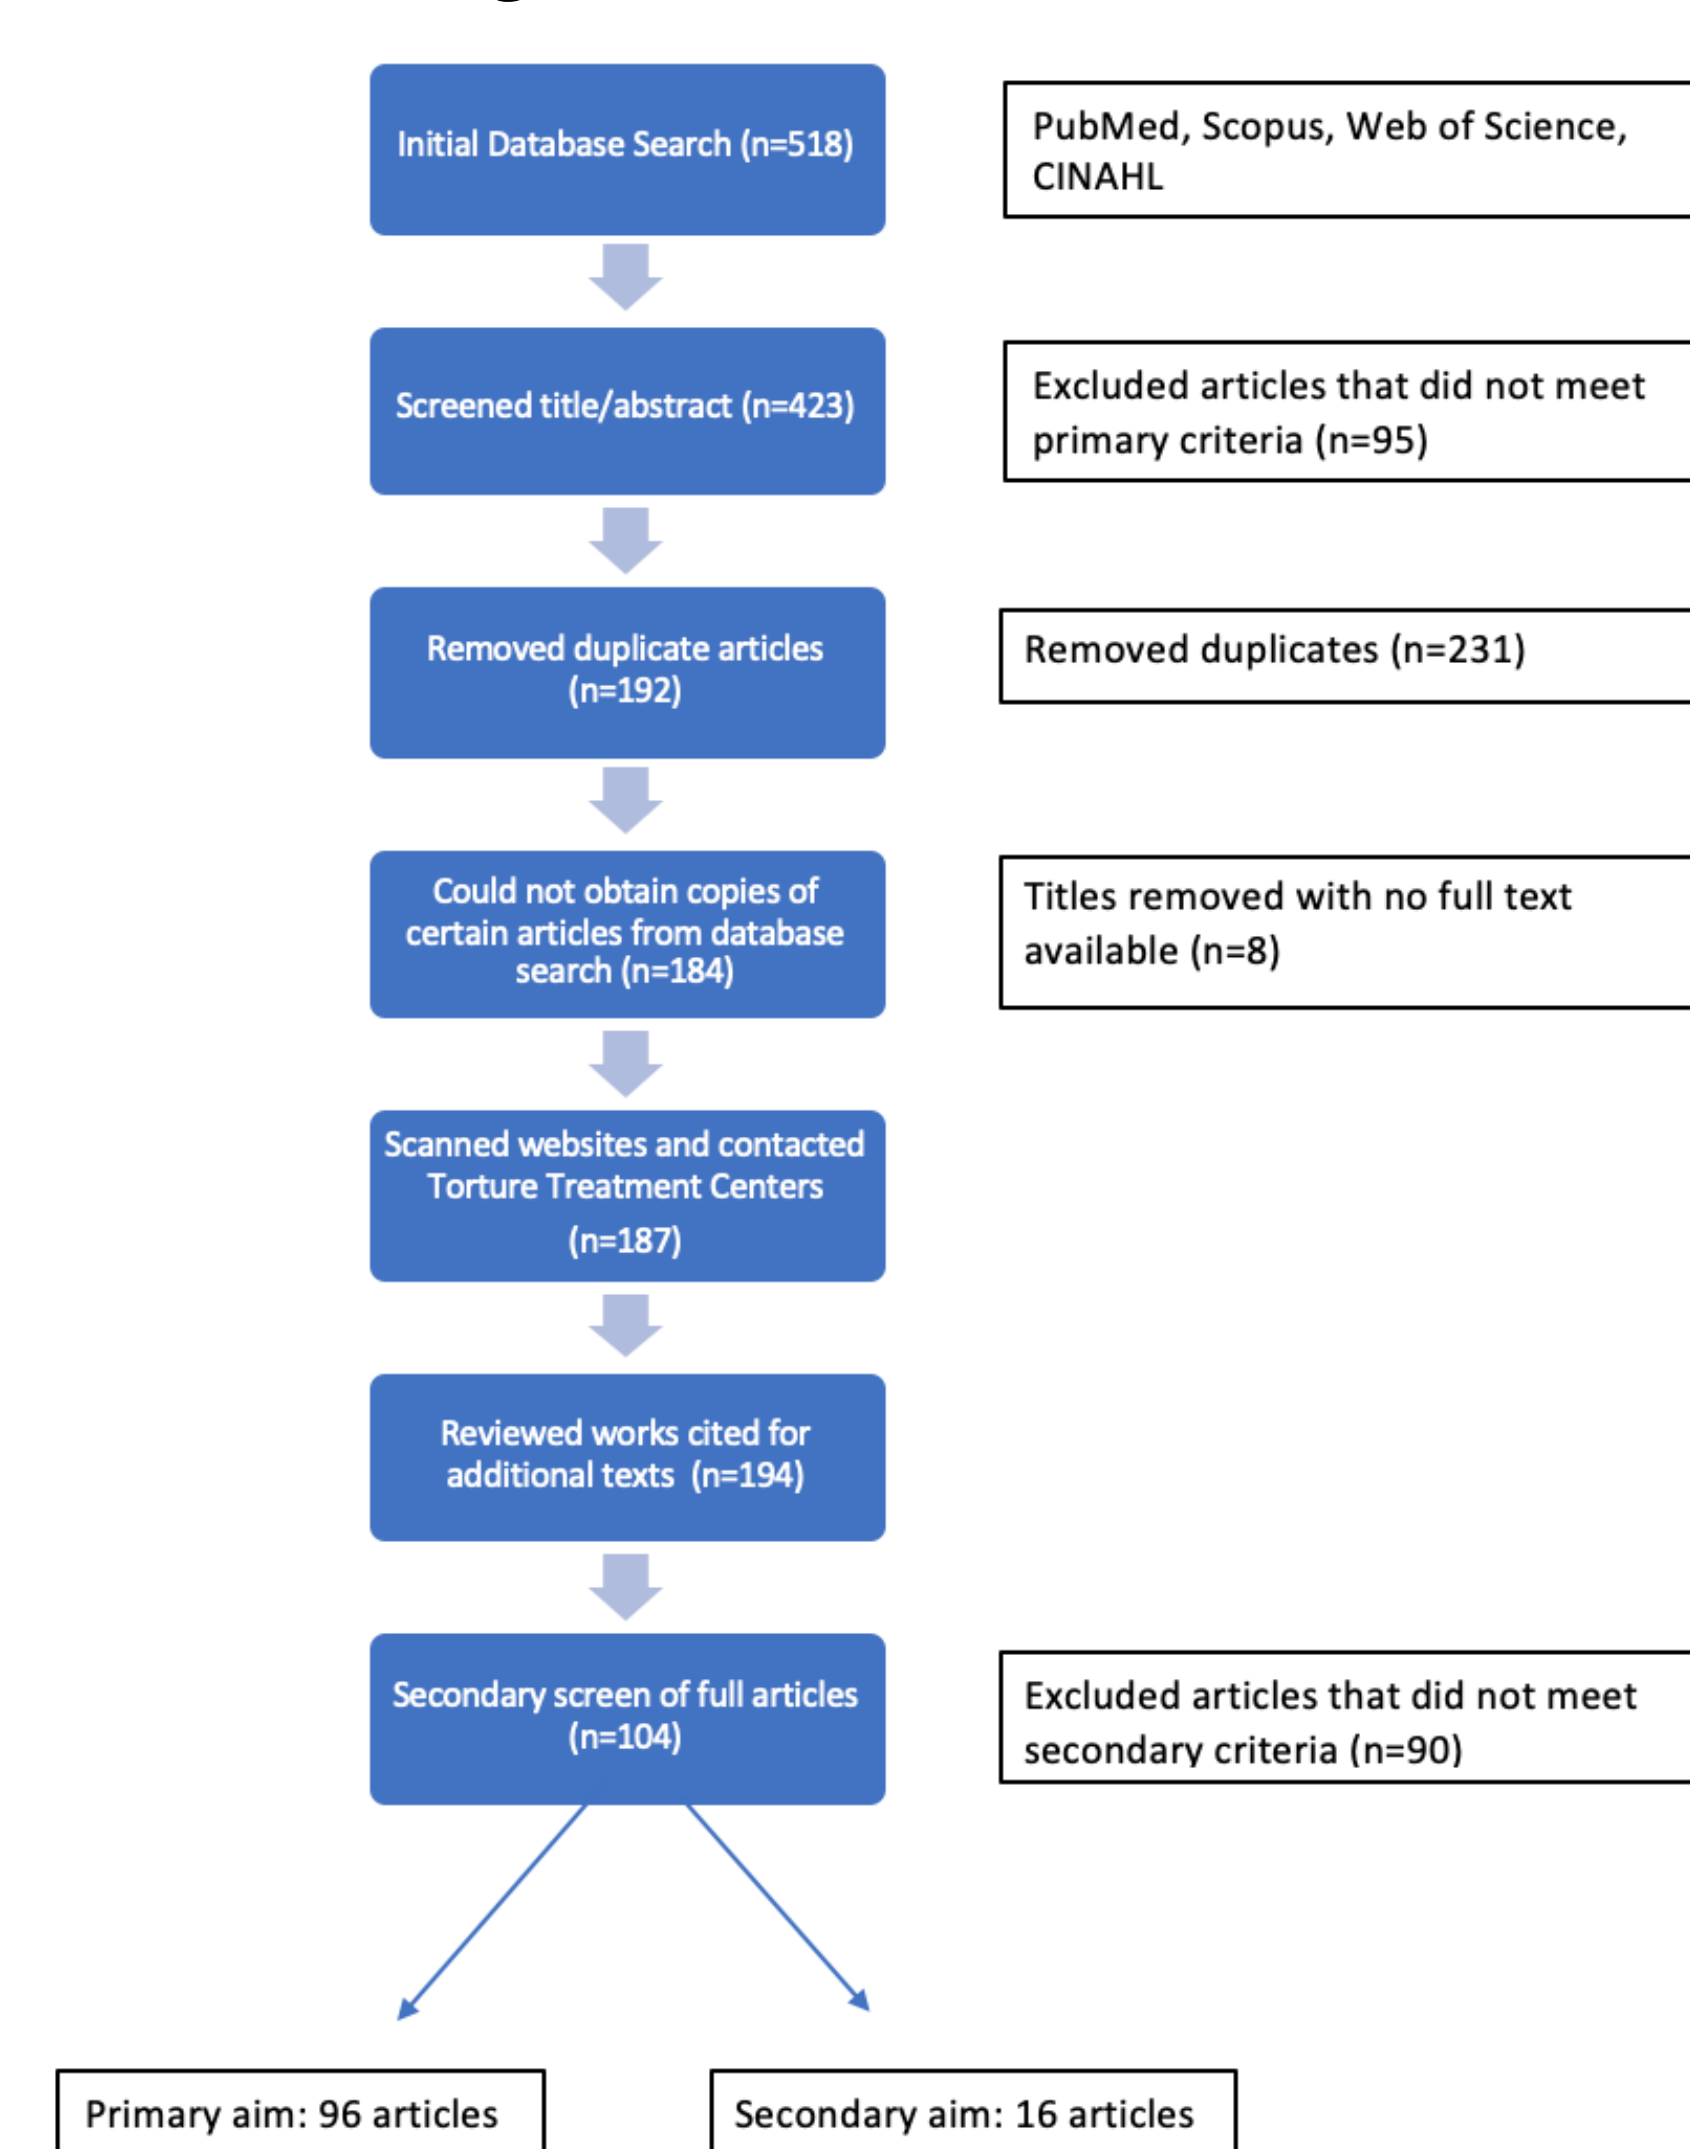 Initial Database Search (n=518)
PubMed, Scopus, Web of Science,
CINAHL
Screened title/abstract (n=423)
Excluded articles that did not meet
primary criteria (n=95)
Removed duplicate articles
(n=192)
Removed duplicates (n=231)
Could not obtain copies of
certain articles from database
search (n=184)
Titles removed with no full text
available (n=8)
Scanned websites and contacted
Torture Treatment Centers
(n=187)
Reviewed works cited for
additional texts (n=194)
Secondary screen of full articles
(n=104)
Excluded articles that did not meet
secondary criteria (n=90)
Primary aim: 96 articles
Secondary aim: 16 articles